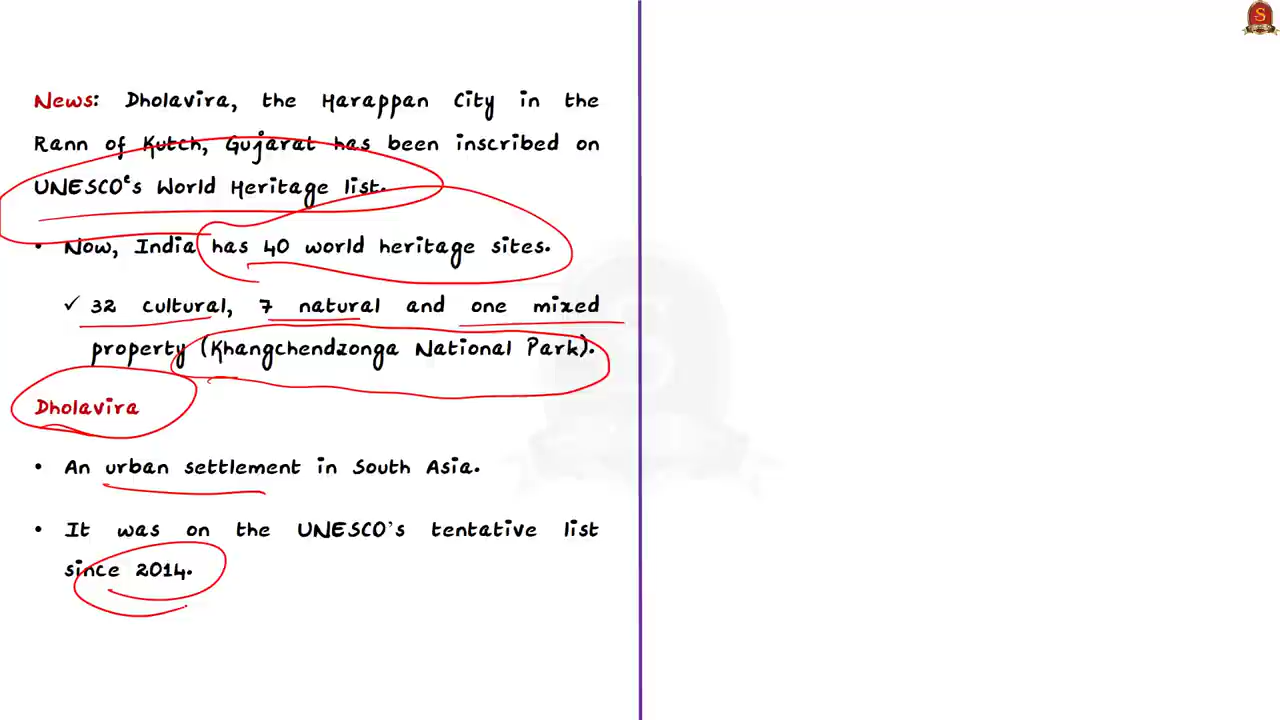 News: Dholavira, the Harappan City in the
Rann of Kutch, Gujarat has been inscribed on
UNESCO's World Heritage list.
• Now, India has 40 world heritage sites.
✓ 32 cultural, 7 natural and one mixed
property (Khangchendzonga National Park).
Dholavira
• An urban settlement in South Asia.
• It was on the UNESCO's tentative list
since 2014.